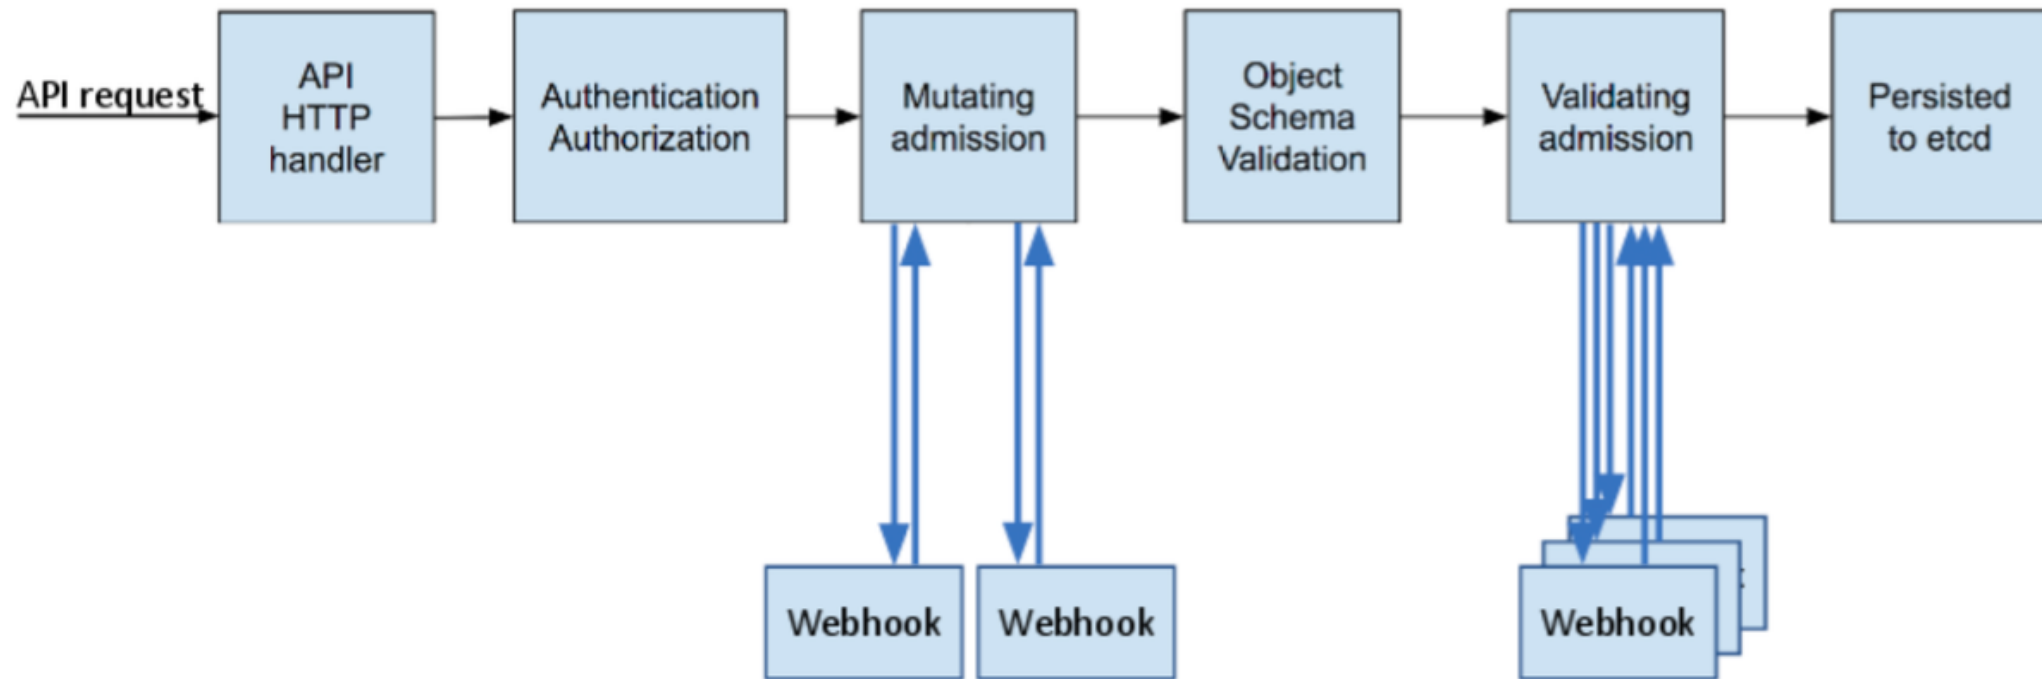 API request
API
HTTP
handler
Authentication
Authorization
Mutating
admission
Object
Schema
Validation
Validating
admission
Persisted
to etcd
Webhook
Webhook
Webhook